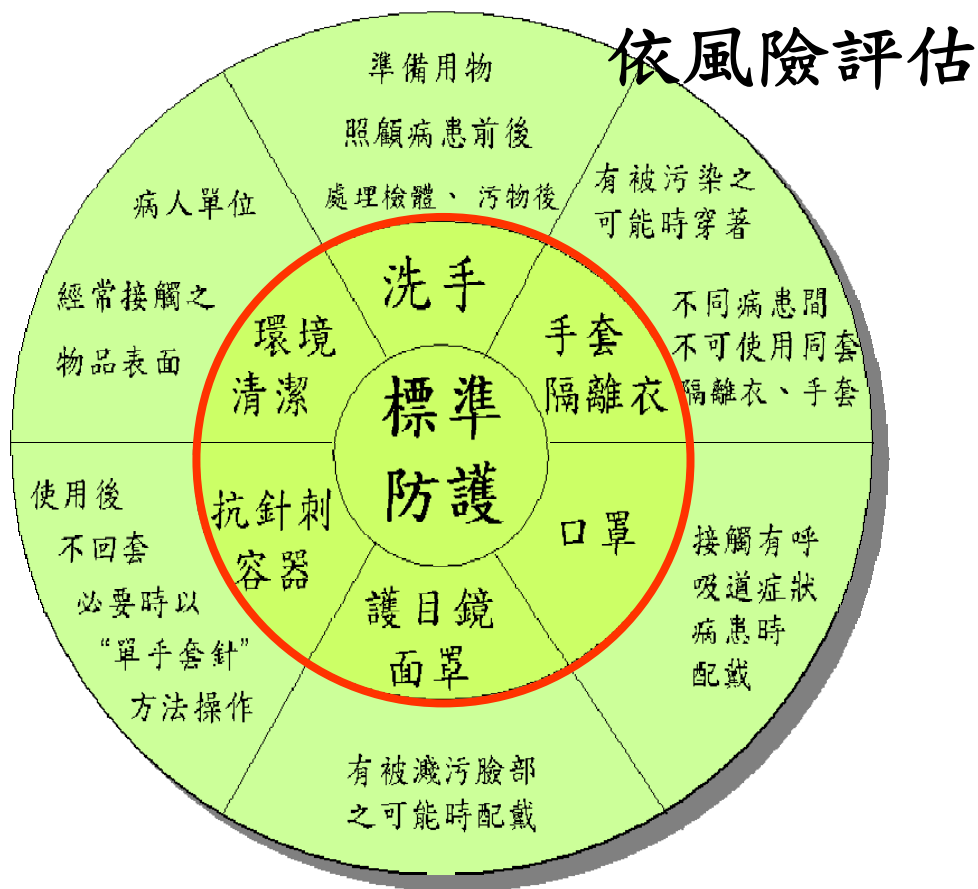 依風險評估
標準
防護
洗手
準備用物
照顧病患前後
處理檢體、污物後
手套
隔離衣
有被污染之
可能時穿著
不同病患間
不可使用同套
隔離衣、手套
口罩
接觸有呼
吸道症狀
病患時
配戴
護目鏡
面罩
有被濺污臉部
之可能時配戴
抗針刺
容器
使用後
不回套
必要時以
“單手套針”
方法操作
環境
清潔
病人單位
經常接觸之
物品表面